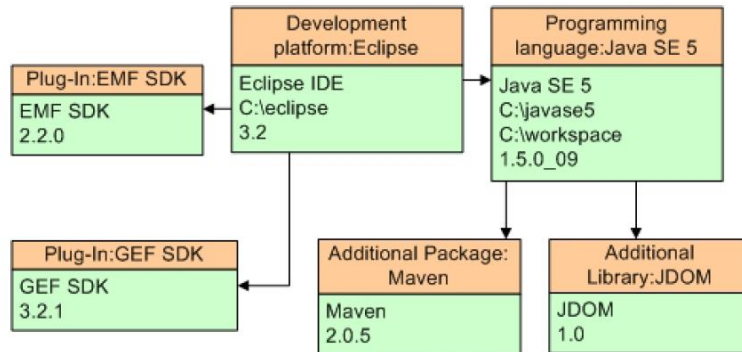 Development
platform:Eclipse
Eclipse IDE
C:\eclipse
3.2
Programming
language:Java SE 5
Java SE 5
C:\javase5
C:\workspace
1.5.0_09
Plug-In:EMF SDK
EMF SDK
2.2.0
Plug-In:GEF SDK
GEF SDK
3.2.1
Additional Package:
Maven
Maven
2.0.5
Additional
Library:JDOM
JDOM
1.0